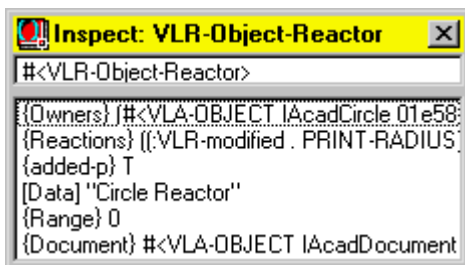 Inspect: VLR-Object-Reactor
#<VLR-Object-Reactor>
{Owners} (#<VLA-OBJECT IAcadCircle 01e58
{Reactions} ((:VLR-modified . PRINT-RADIUS)
{added-p} T
[Data] "Circle Reactor"
{Range} 0
{Document} #<VLA-OBJECT IAcadDocument